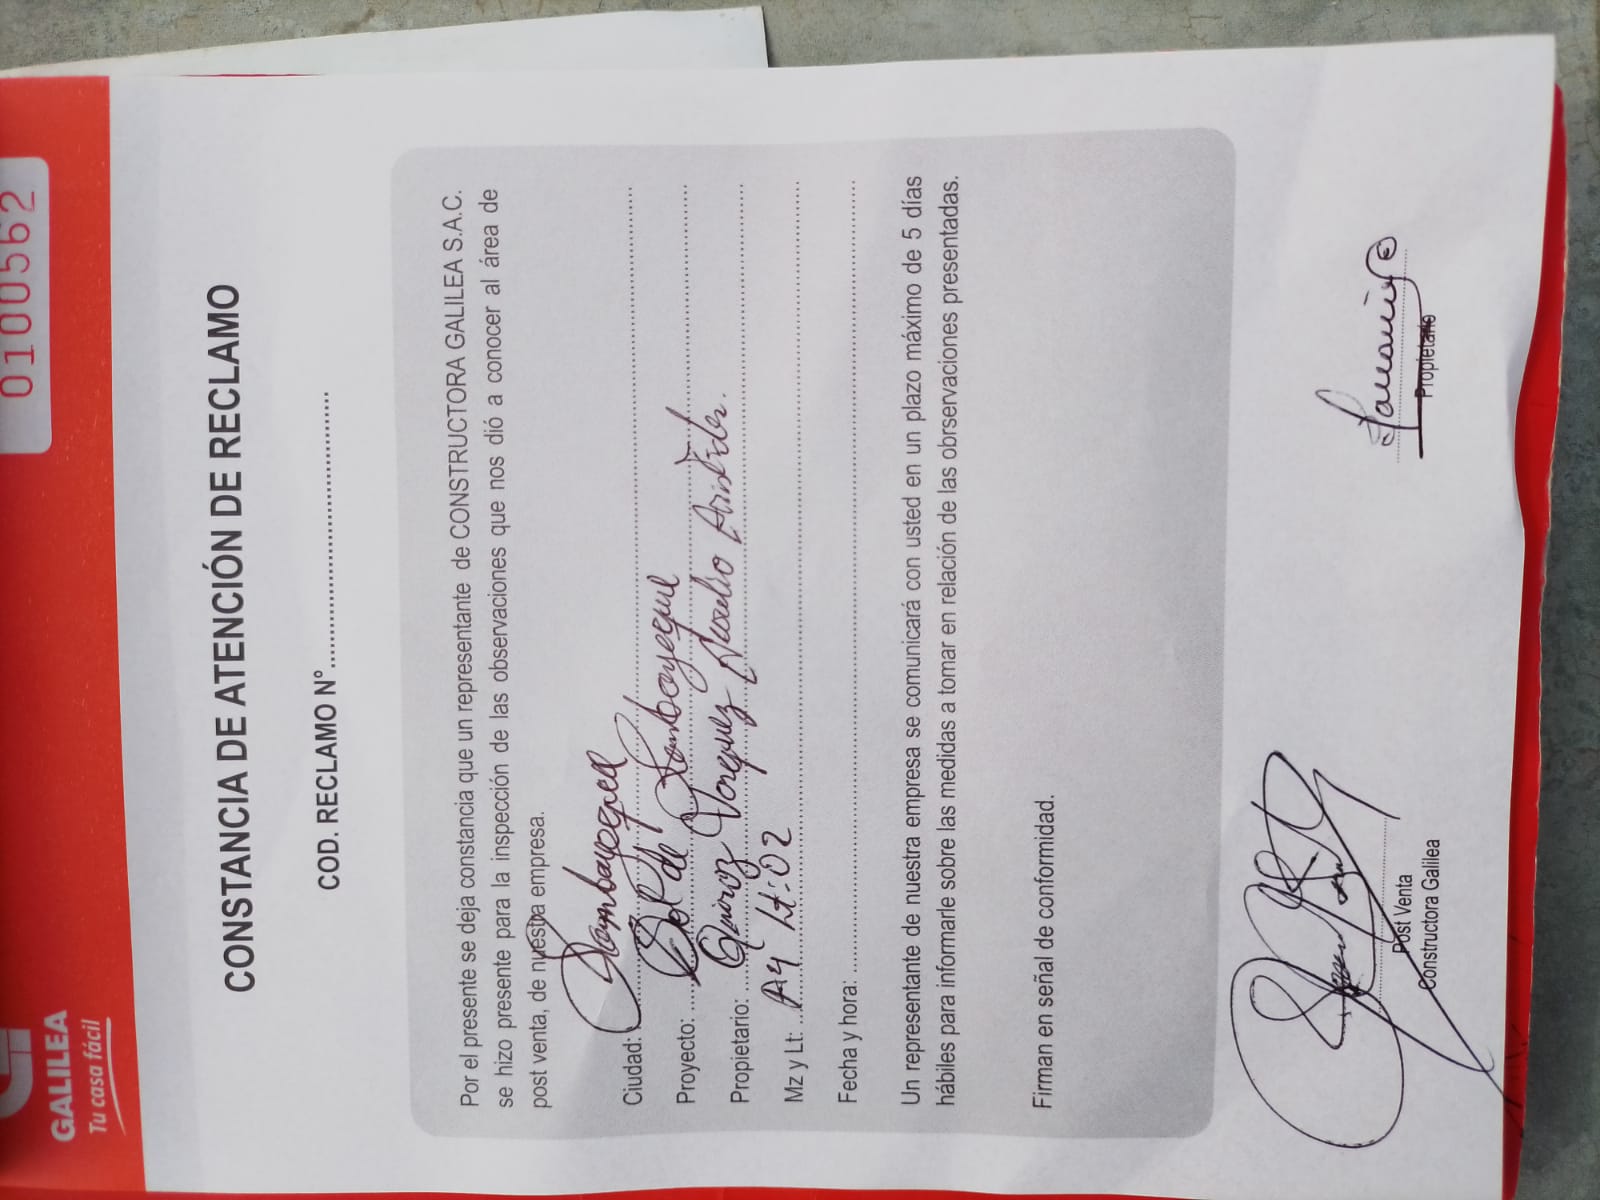 0100562
GALILEA
Tu casa fácil
CONSTANCIA DE ATENCIÓN DE RECLAMO
COD. RECLAMO N°
Por el presente se deja constancia que un representante de CONSTRUCTORA GALILEA S.A.C.
se hizo presente para la inspección de las observaciones que nos dió a conocer al área de
post venta, de nuestra empresa.
Ciudad: Lambayeque
Proyecto: Sol de Lambayeque
Propietario: Quiroz Vasquez
Mz y Lt: A4 Lt:02
Fecha y hora:
Un representante de nuestra empresa se comunicará con usted en un plazo máximo de 5 días
hábiles para informarle sobre las medidas a tomar en relación de las obrservaciones presentadas.
Firman en señal de conformidad.
Post Venta
Constructora Galilea
Propietario